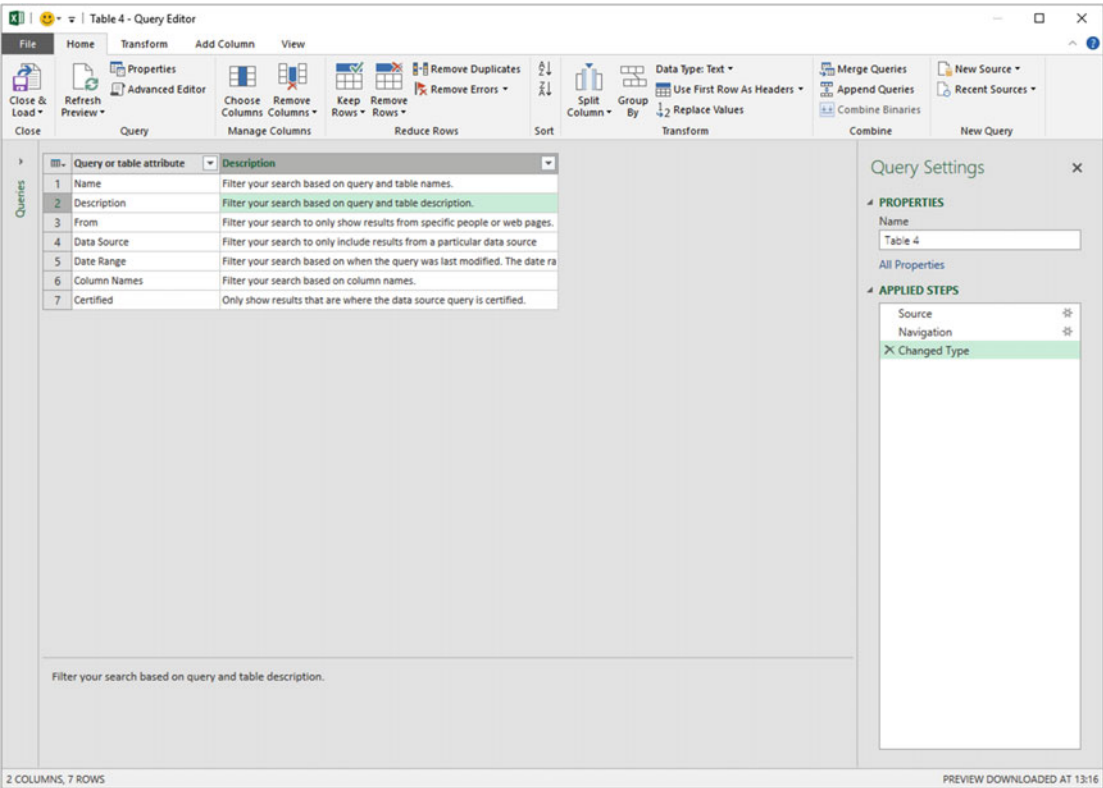 Table 4 - Query Editor
File Home Transform Add Column View
Close & Load
Close
Refresh Preview
Properties
Advanced Editor
Query
Choose Columns
Remove Columns
Manage Columns
Keep Rows
Remove Rows
Remove Duplicates
Remove Errors
Reduce Rows
Sort
Split Column
Group By
Data Type: Text
Use First Row As Headers
Replace Values
Transform
Merge Queries
Append Queries
Combine Binaries
Combine
New Source
Recent Sources
New Query
Queries
Query or table attribute Description
1 Name Filter your search based on query and table names.
2 Description Filter your search based on query and table description.
3 From Filter your search to only show results from specific people or web pages.
4 Data Source Filter your search to only include results from a particular data source
5 Date Range Filter your search based on when the query was last modified. The date ra
6 Column Names Filter your search based on column names.
7 Certified Only show results that are where the data source query is certified.
Filter your search based on query and table description.
Query Settings
PROPERTIES
Name
Table 4
All Properties
APPLIED STEPS
Source
Navigation
Changed Type
2 COLUMNS, 7 ROWS
PREVIEW DOWNLOADED AT 13:16